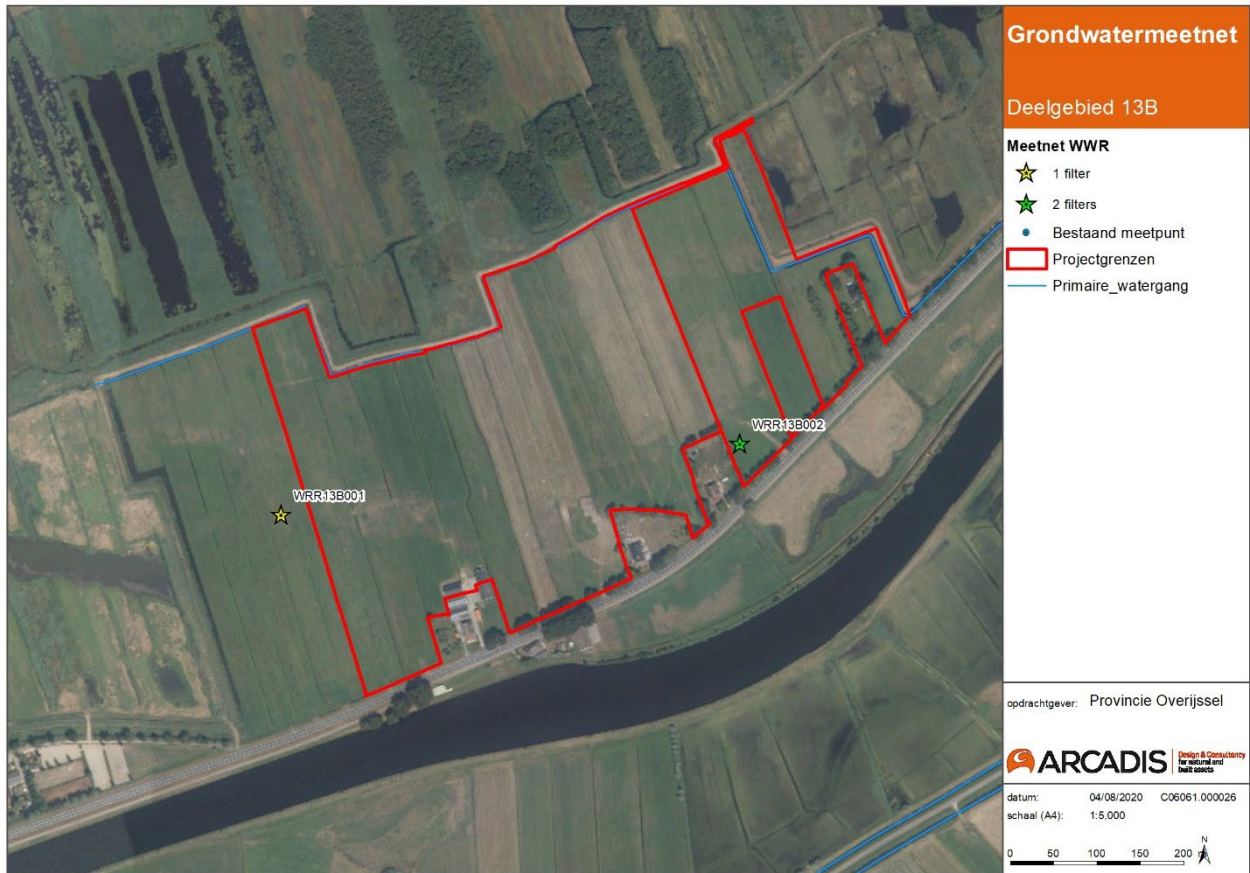 Grondwatermeetnet
Deelgebied 13B
Meetnet WWR
1 filter
2 filters
Bestaand meetpunt
Projectgrenzen
Primaire_watergang
WRR13B002
WRR13B001
opdrachtgever: Provincie Overijssel
ARCADIS
Design & Consultancy
for natural and
built assets
datum: 04/08/2020 C06061.000026
schaal (A4): 1:5,000
N
0 50 100 150 200 m